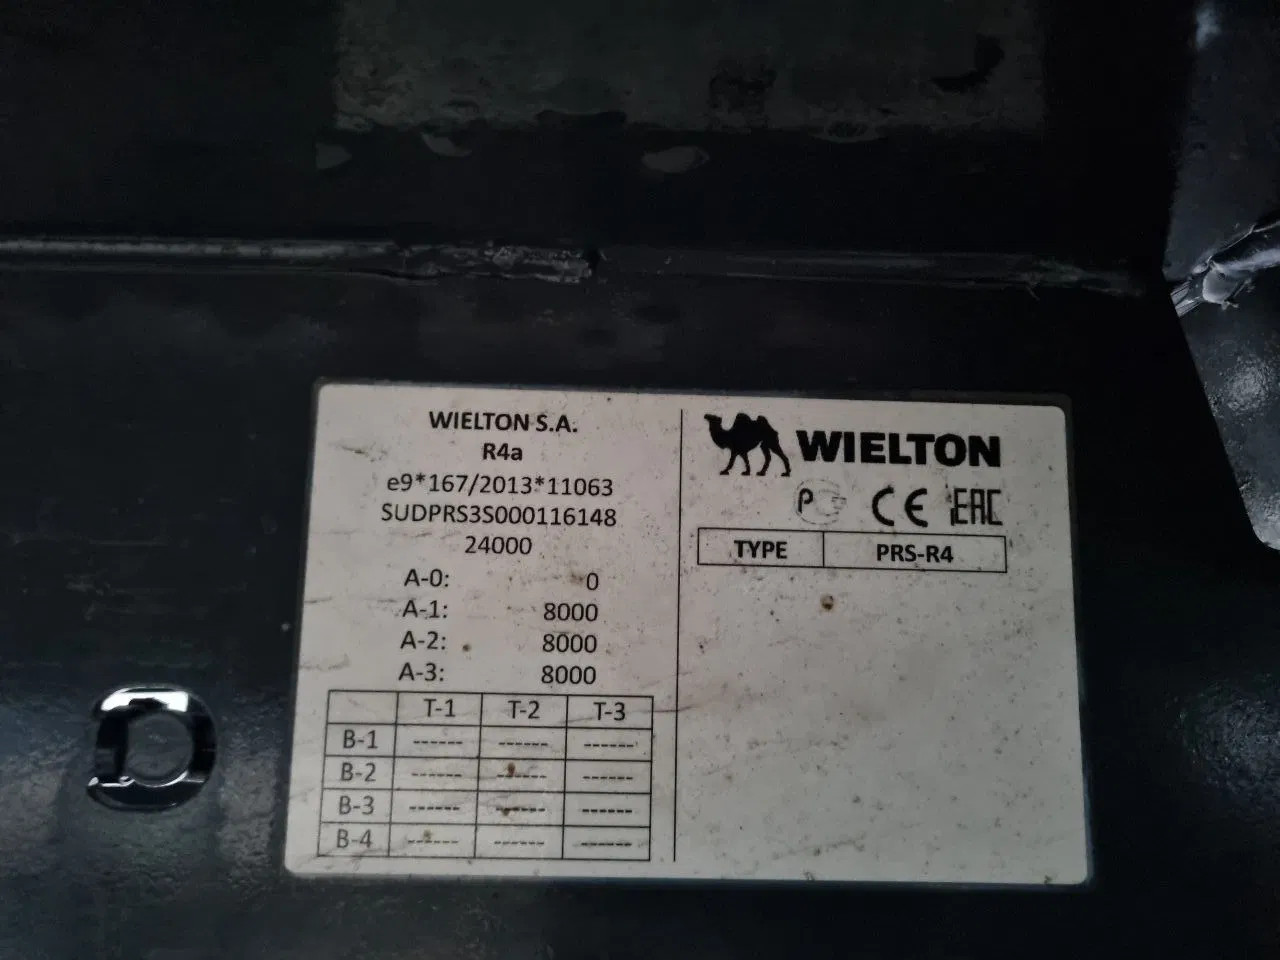 WIELTON S.A.
R4a
e9*167/2013*11063
SUDPRS3S000116148
24000
A-0: 0
A-1: 8000
A-2: 8000
A-3: 8000
T-1 T-2 T-3
B-1 ------ ------ ------
B-2 ------ ------ ------
B-3 ------ ------ ------
B-4 ------ ------ ------
WIELTON
CE EAC
TYPE PRS-R4